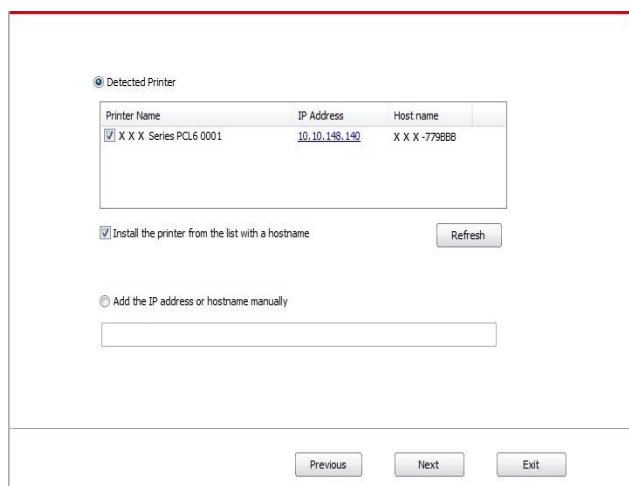 Detected Printer
Printer Name IP Address Host name
X X X Series PCL6 0001 10.10.148.140 X X X -779BBB
Install the printer from the list with a hostname
Refresh
Add the IP address or hostname manually
Previous Next Exit